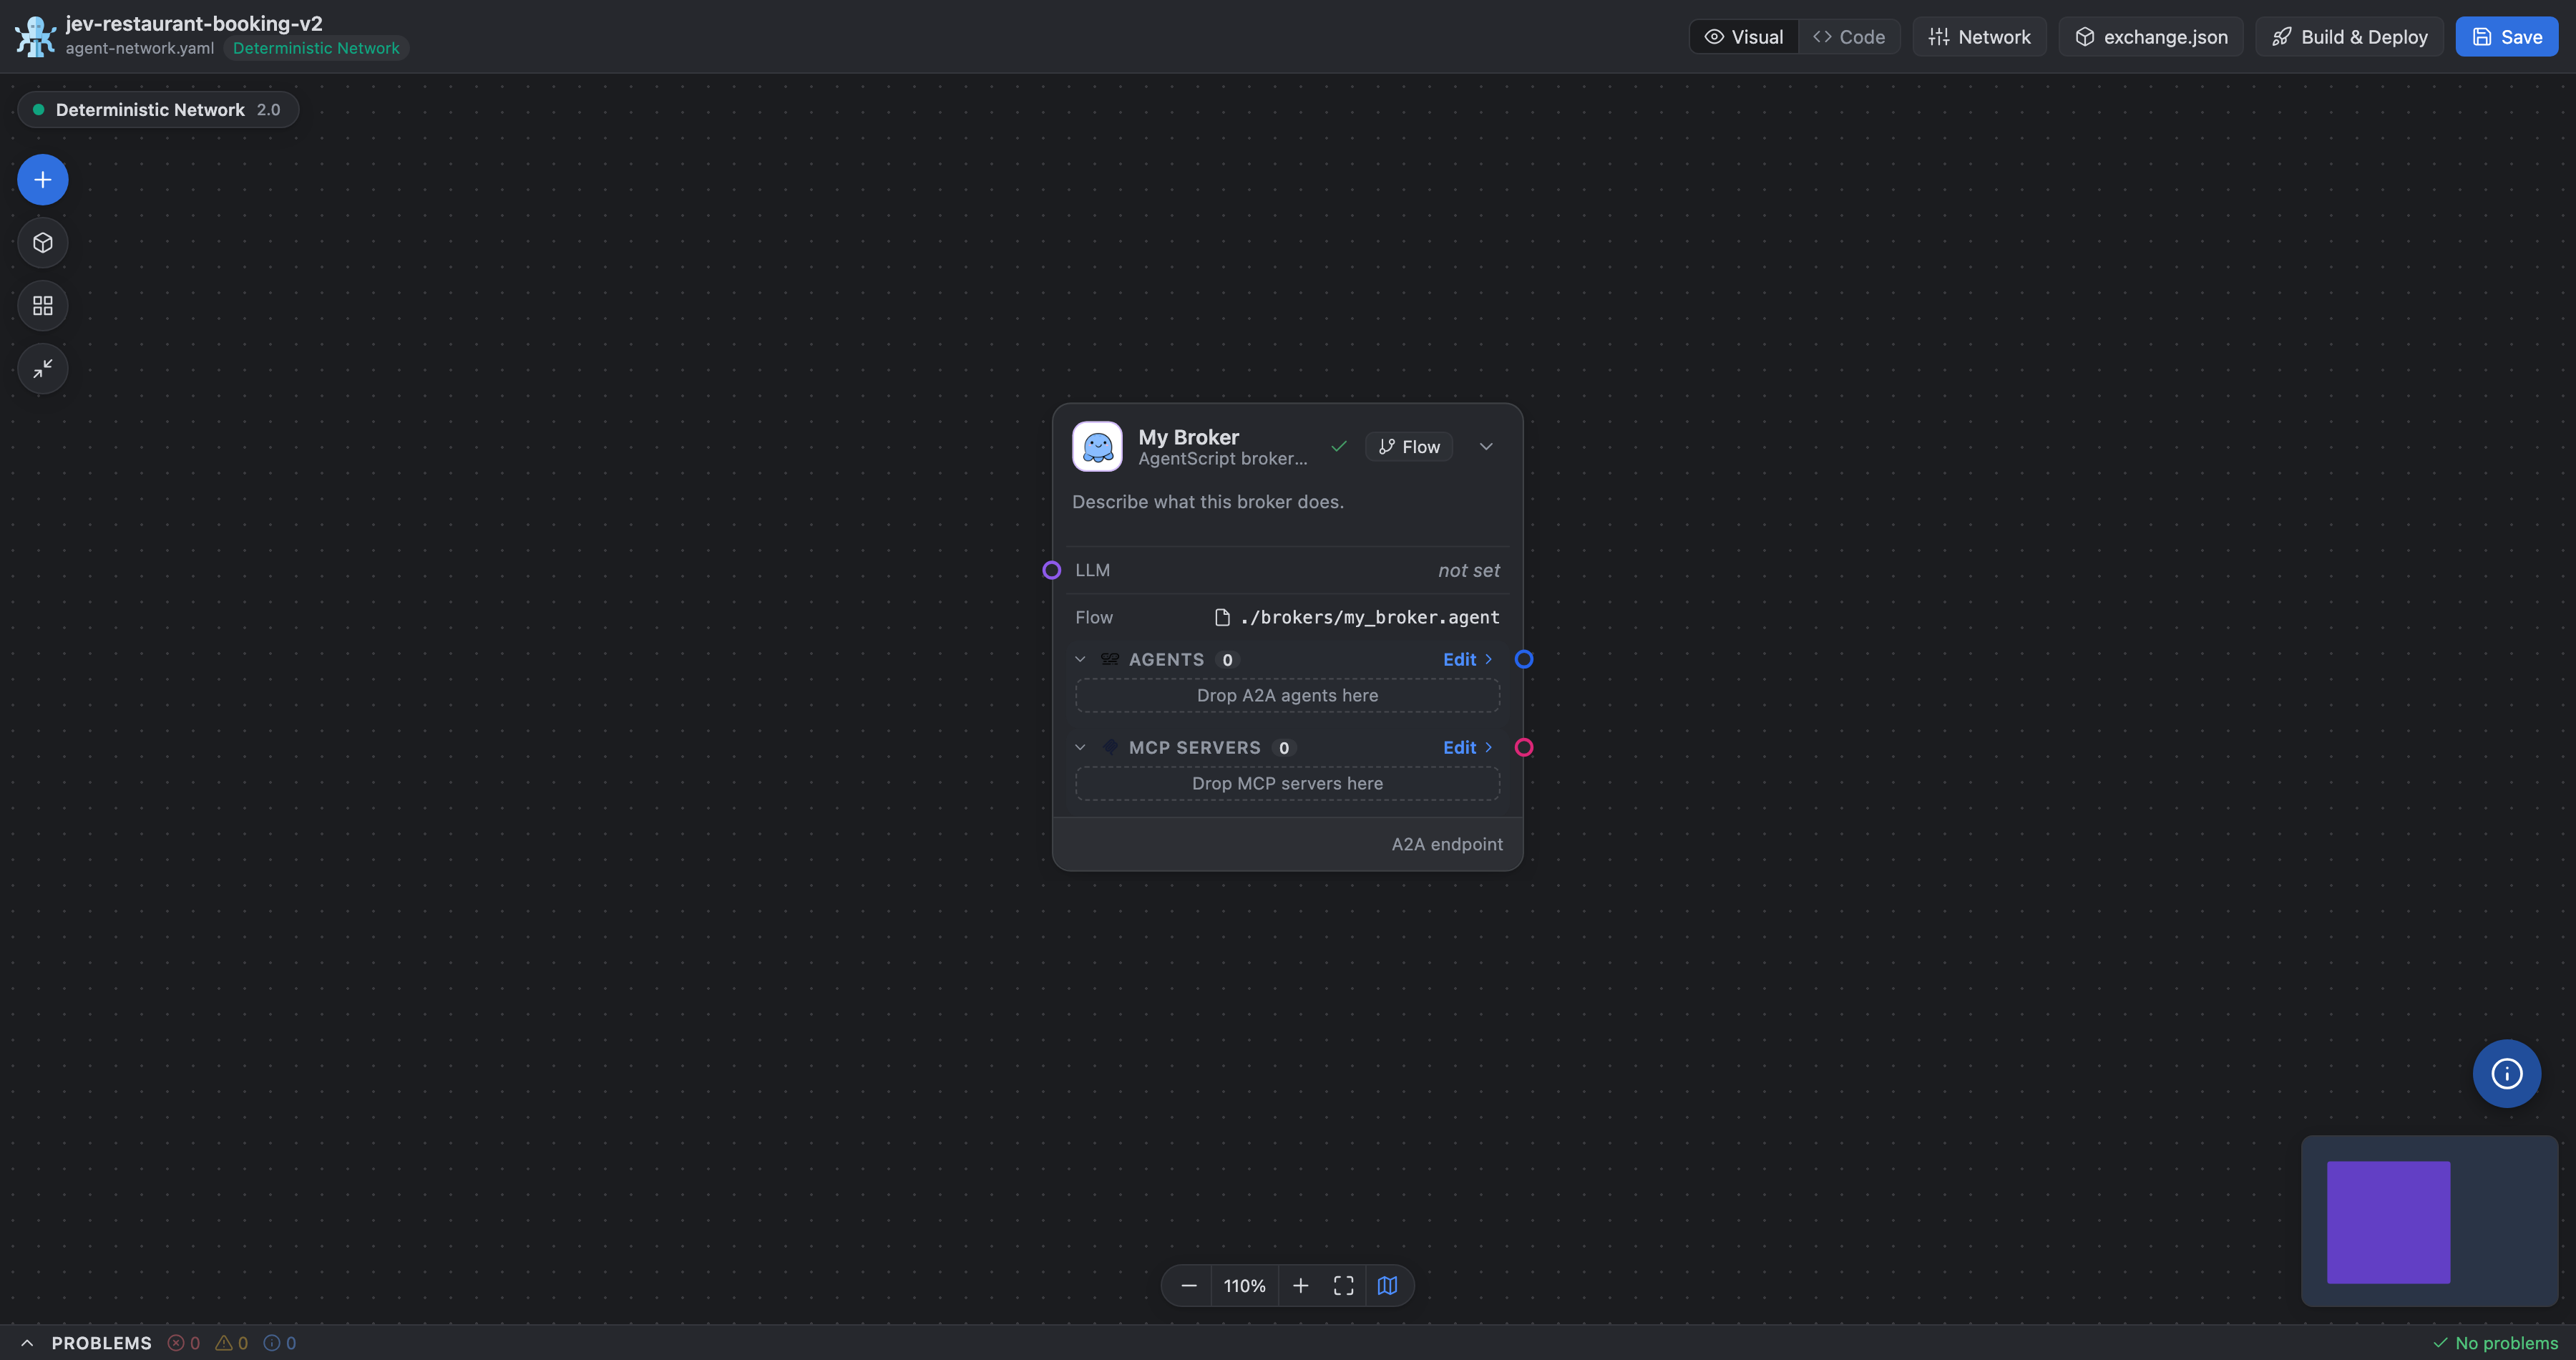 jev-restaurant-booking-v2
agent-network.yaml Deterministic Network
Visual Code Network exchange.json Build & Deploy Save
Deterministic Network 2.0
My Broker
AgentScript broker...
Flow
Describe what this broker does.
LLM not set
Flow ./brokers/my_broker.agent
AGENTS 0 Edit
Drop A2A agents here
MCP SERVERS 0 Edit
Drop MCP servers here
A2A endpoint
110%
PROBLEMS 0 0 0 No problems